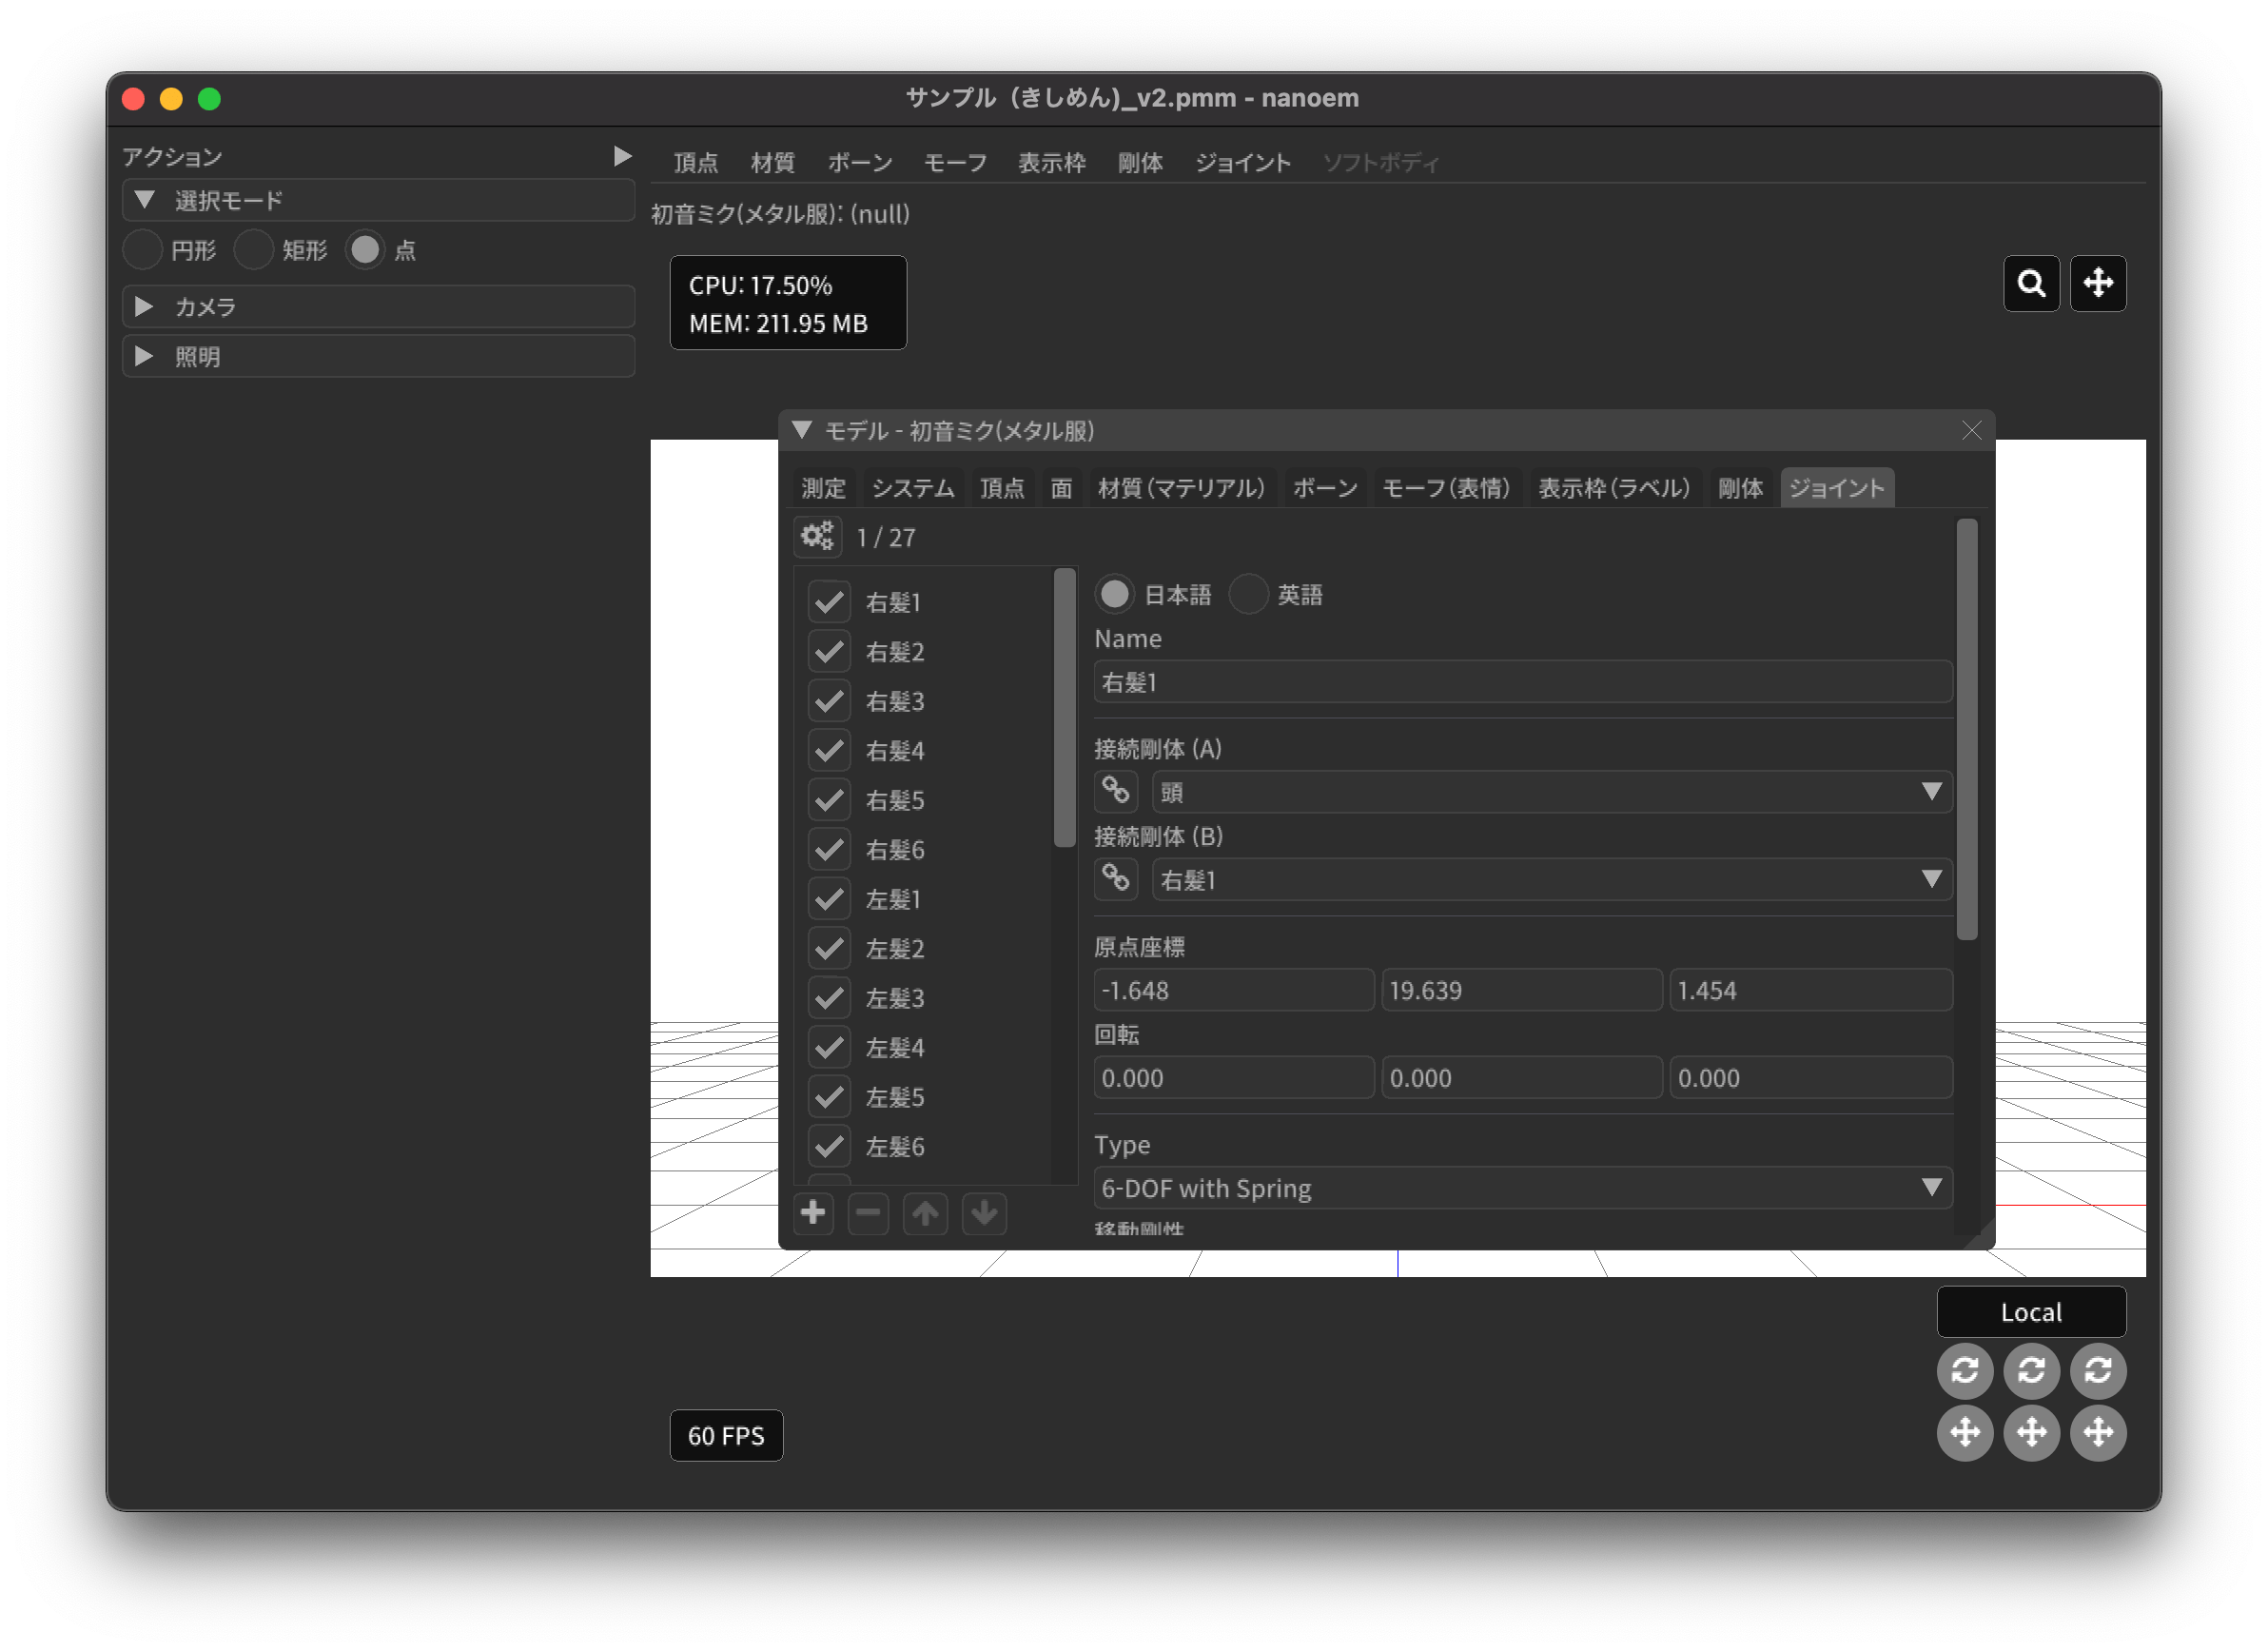 サンプル（きしめん)_v2.pmm - nanoem
アクション
選択モード
円形 矩形 点
カメラ
照明
頂点 材質 ボーン モーフ 表示枠 剛体 ジョイント ソフトボディ
初音ミク(メタル服): (null)
CPU: 17.50%
MEM: 211.95 MB
モデル - 初音ミク(メタル服)
測定 システム 頂点 面 材質(マテリアル) ボーン モーフ(表情) 表示枠(ラベル) 剛体 ジョイント
1 / 27
右髪1
右髪2
右髪3
右髪4
右髪5
右髪6
左髪1
左髪2
左髪3
左髪4
左髪5
左髪6
日本語 英語
Name
右髪1
接続剛体 (A)
頭
接続剛体 (B)
右髪1
原点座標
-1.648 19.639 1.454
回転
0.000 0.000 0.000
Type
6-DOF with Spring
移動剛性
Local
60 FPS